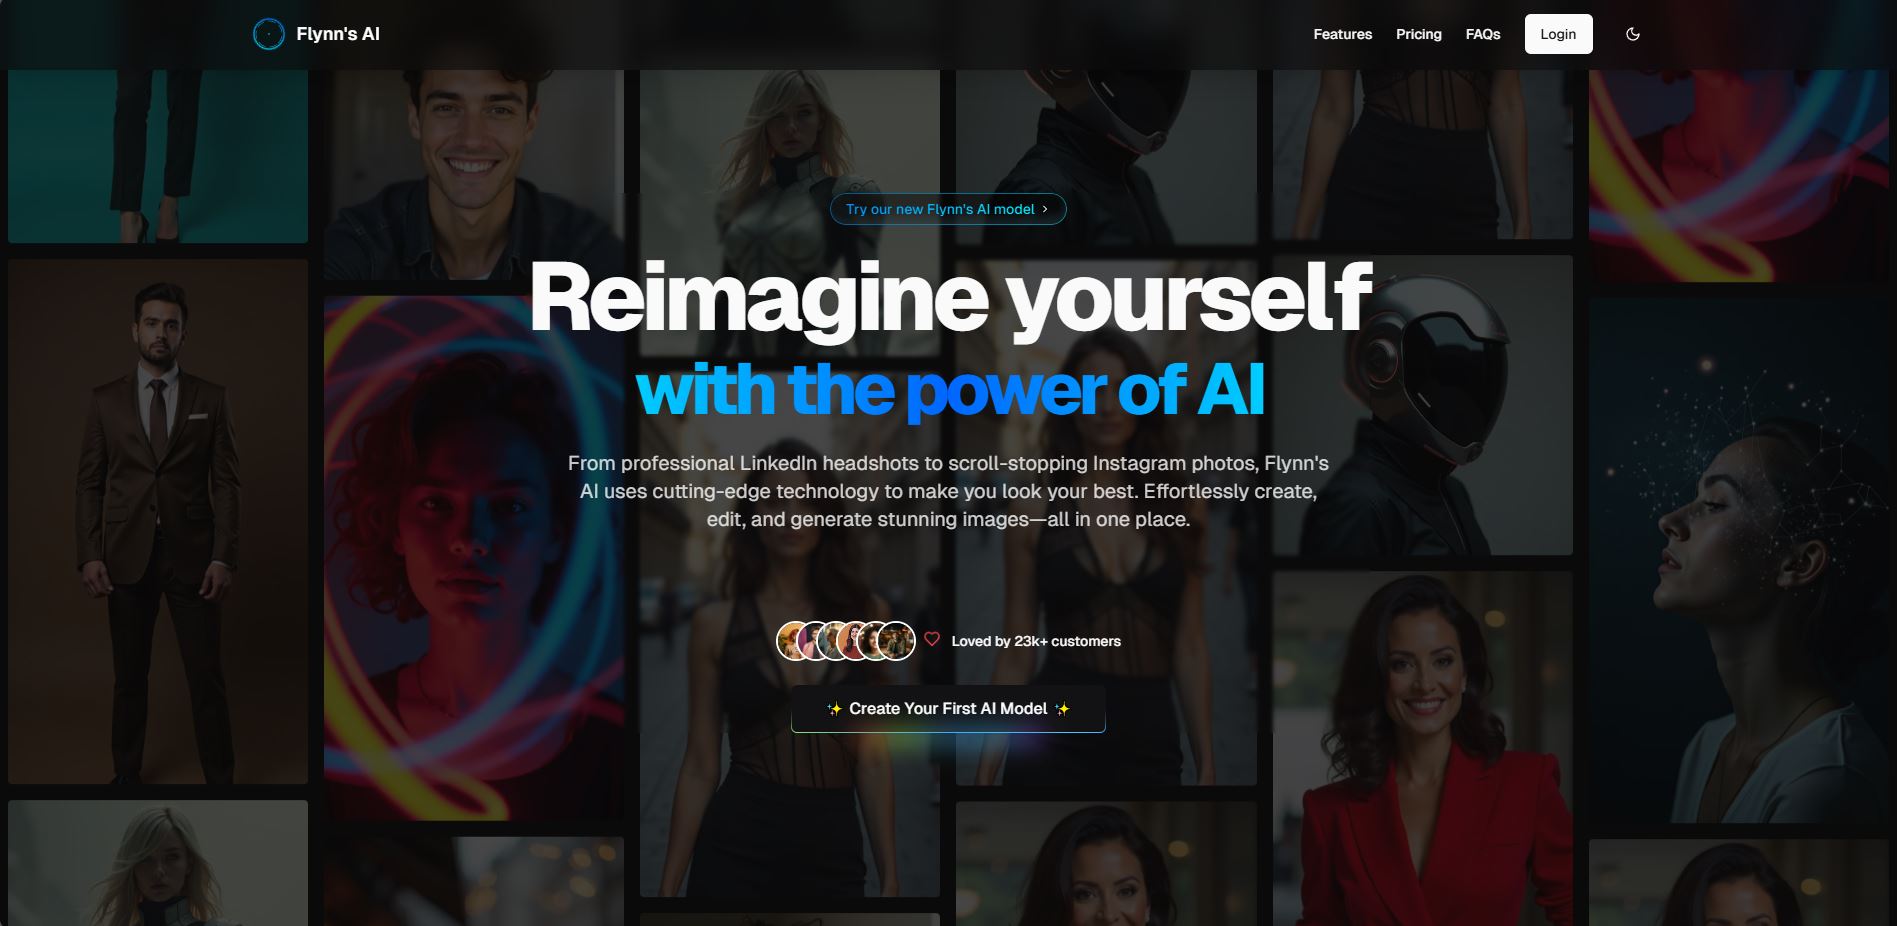 Flynn's AI
Features
Pricing
FAQs
Login
Try our new Flynn's AI model
Reimagine yourself
with the power of AI
From professional LinkedIn headshots to scroll-stopping Instagram photos, Flynn's
AI uses cutting-edge technology to make you look your best. Effortlessly create,
edit, and generate stunning images—all in one place.
Loved by 23k+ customers
✨ Create Your First AI Model ✨